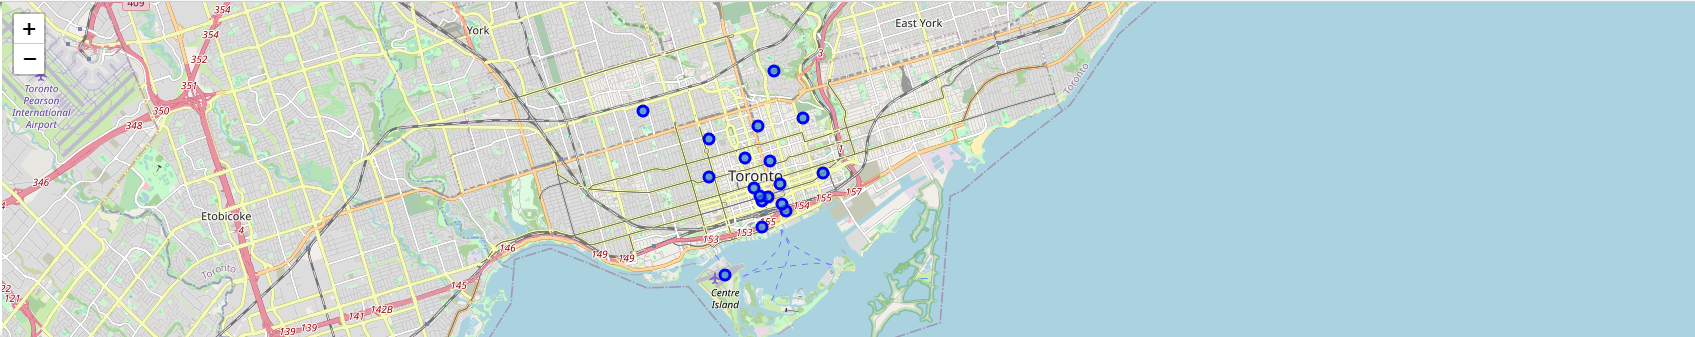 +
−
409
354
354
3
York
East York
352
351
350
348
346
Toronto
Pearson
International
Airport
Toronto
1
Toronto
Etobicoke
4
Toronto
157
155
154
155
153
153
146
149
149
145
142B
141
139
139
121
Centre
Island